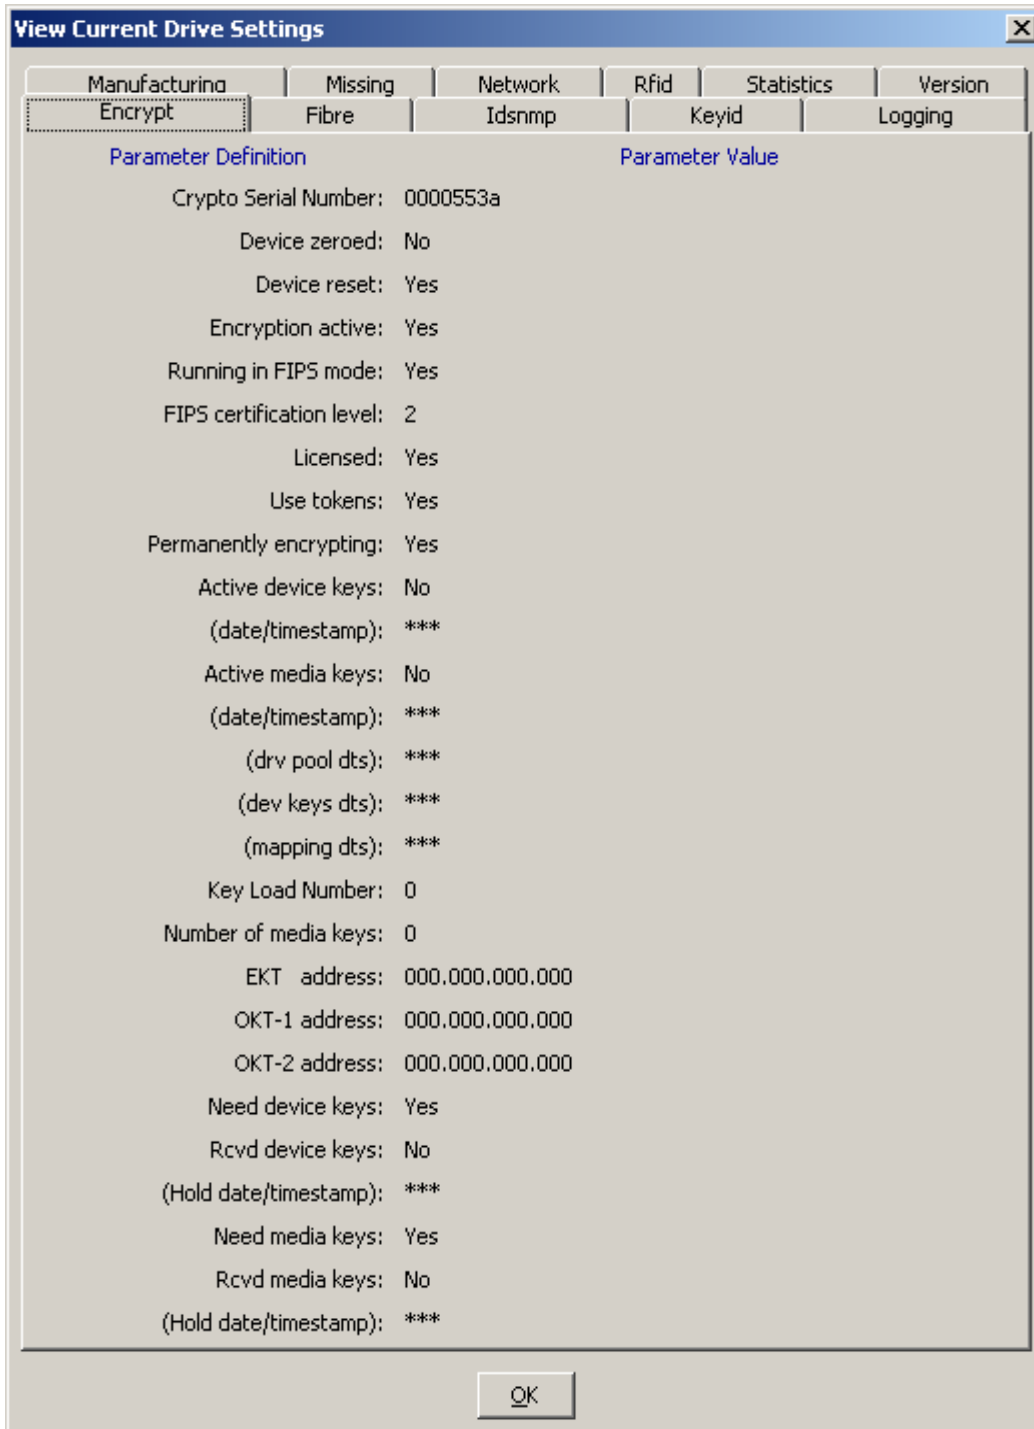 View Current Drive Settings
Manufacturing Missing Network Rfid Statistics Version
Encrypt Fibre Idsnmp Keyid Logging
Parameter Definition Parameter Value
Crypto Serial Number: 0000553a
Device zeroed: No
Device reset: Yes
Encryption active: Yes
Running in FIPS mode: Yes
FIPS certification level: 2
Licensed: Yes
Use tokens: Yes
Permanently encrypting: Yes
Active device keys: No
(date/timestamp): ***
Active media keys: No
(date/timestamp): ***
(drv pool dts): ***
(dev keys dts): ***
(mapping dts): ***
Key Load Number: 0
Number of media keys: 0
EKT address: 000.000.000.000
OKT-1 address: 000.000.000.000
OKT-2 address: 000.000.000.000
Need device keys: Yes
Rcvd device keys: No
(Hold date/timestamp): ***
Need media keys: Yes
Rcvd media keys: No
(Hold date/timestamp): ***
OK